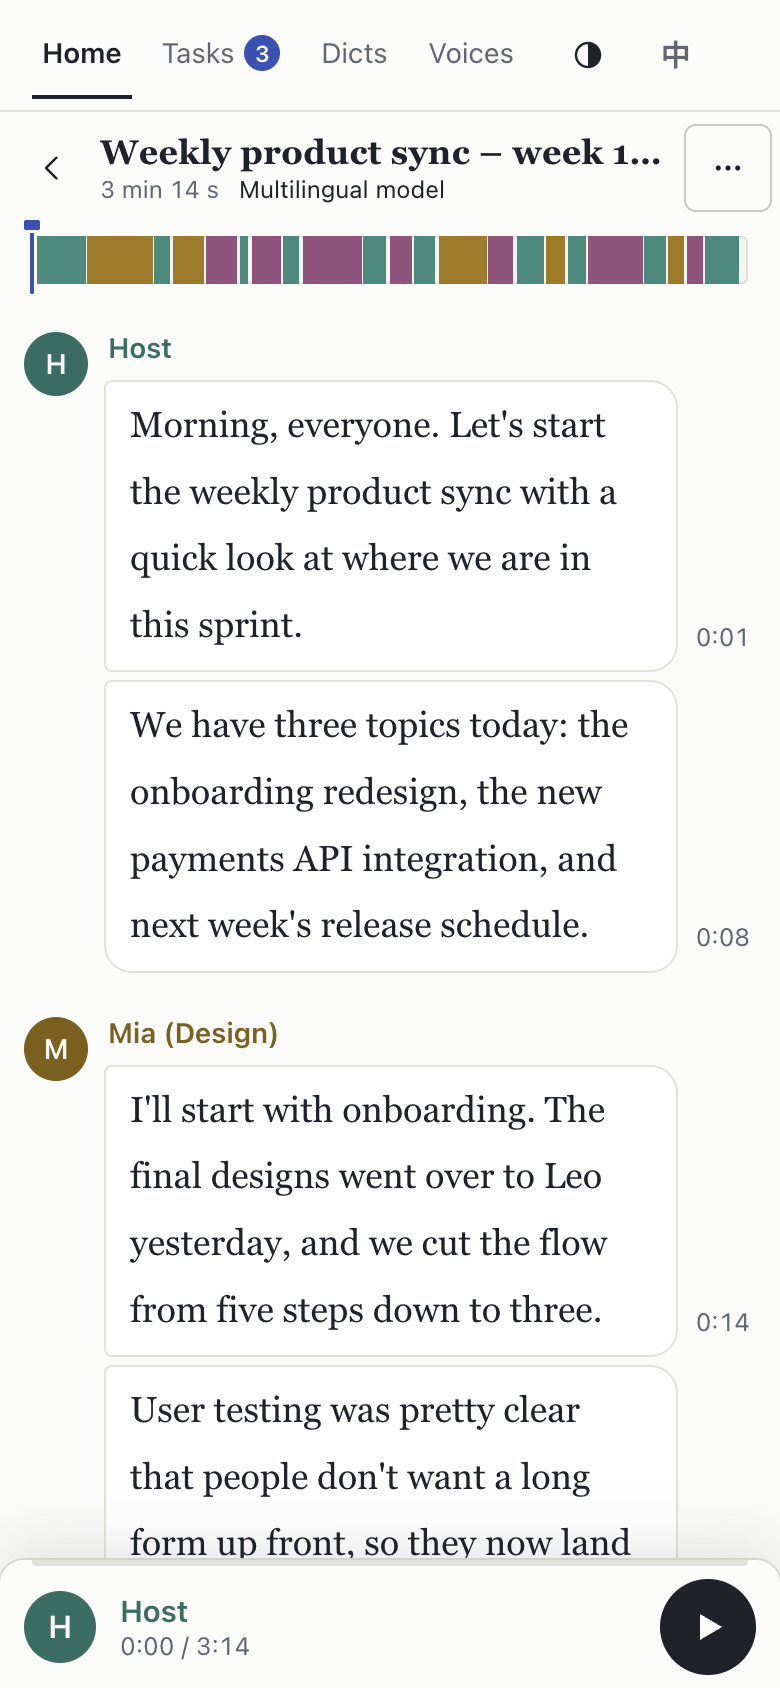 Home Tasks 3 Dicts Voices 中
Weekly product sync – week 1...
3 min 14 s Multilingual model
H Host
Morning, everyone. Let's start
the weekly product sync with a
quick look at where we are in
this sprint.
0:01
We have three topics today: the
onboarding redesign, the new
payments API integration, and
next week's release schedule.
0:08
M Mia (Design)
I'll start with onboarding. The
final designs went over to Leo
yesterday, and we cut the flow
from five steps down to three.
0:14
User testing was pretty clear
that people don't want a long
form up front, so they now land
H Host
0:00 / 3:14